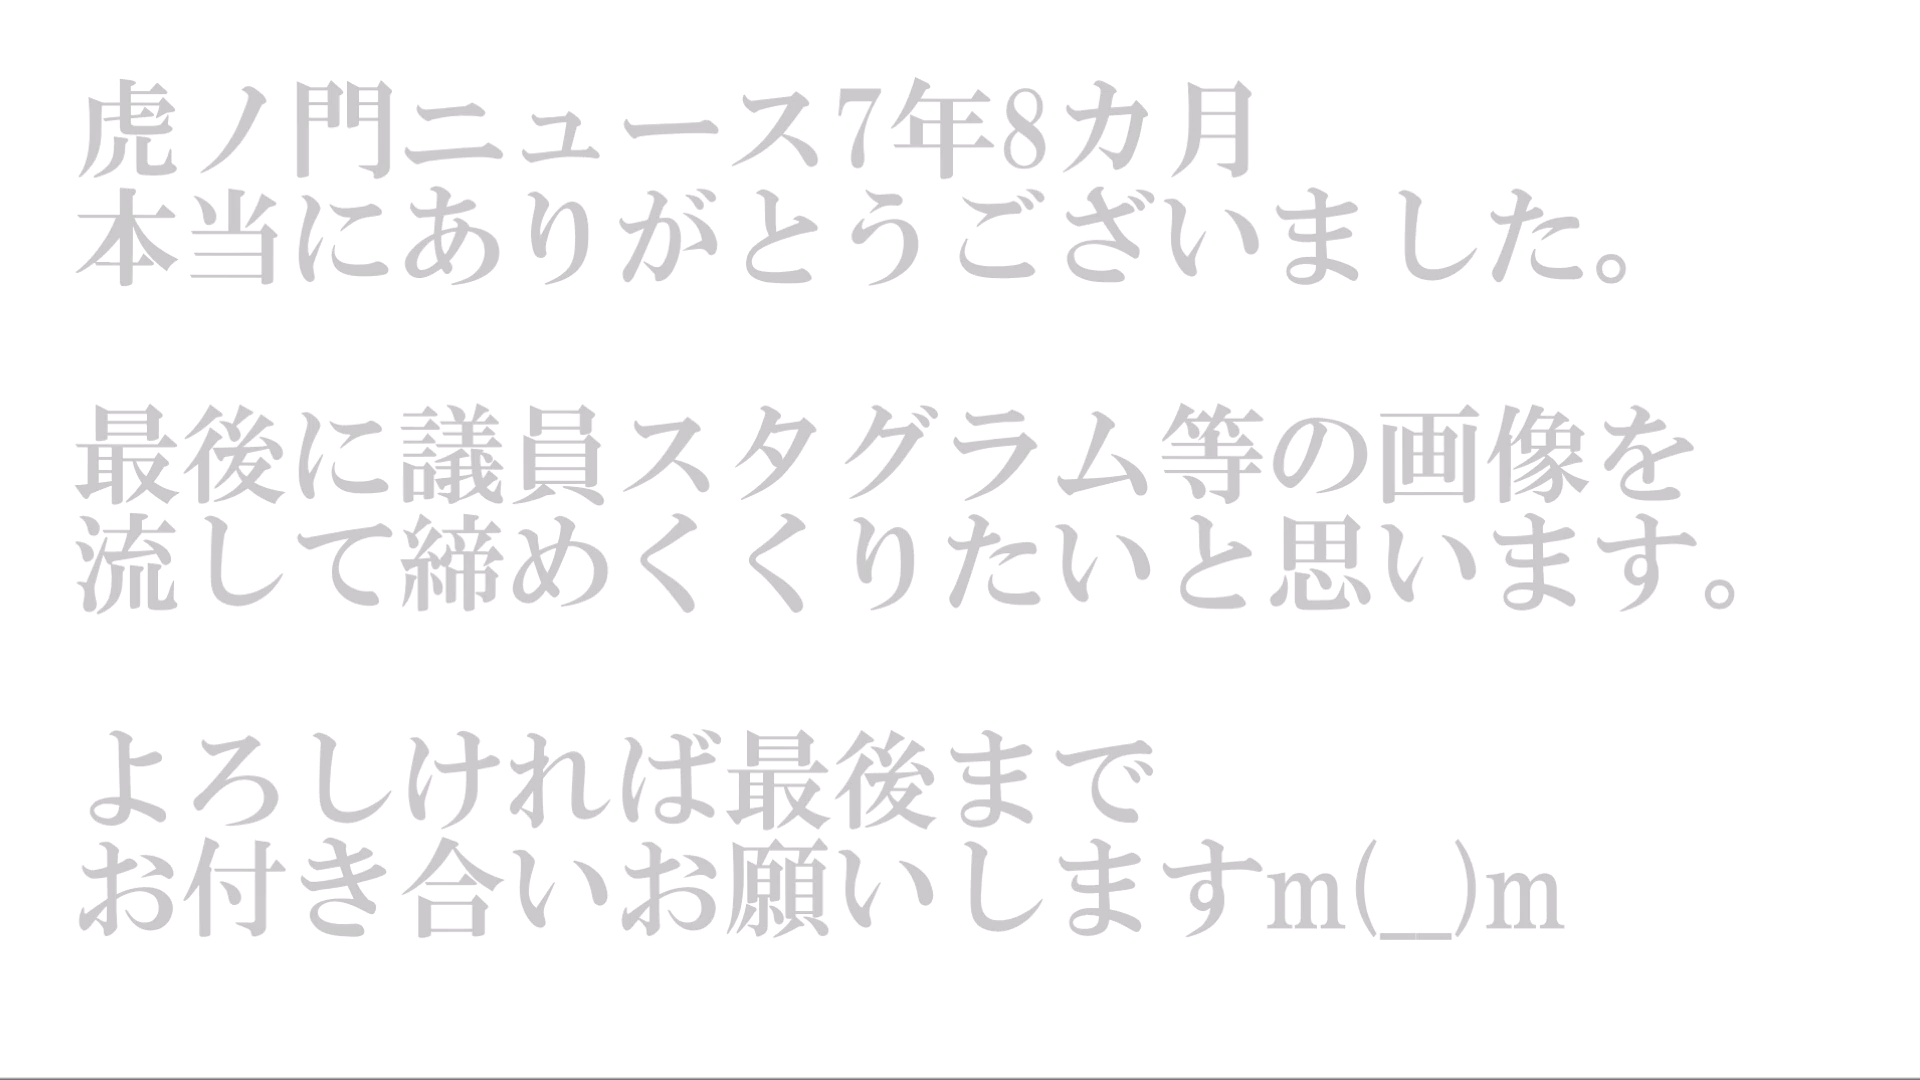 虎ノ門ニュース7年8カ月
本当にありがとうございました。
最後に議員スタグラム等の画像を
流して締めくくりたいと思います。
よろしければ最後まで
お付き合いお願いしますm(__)m